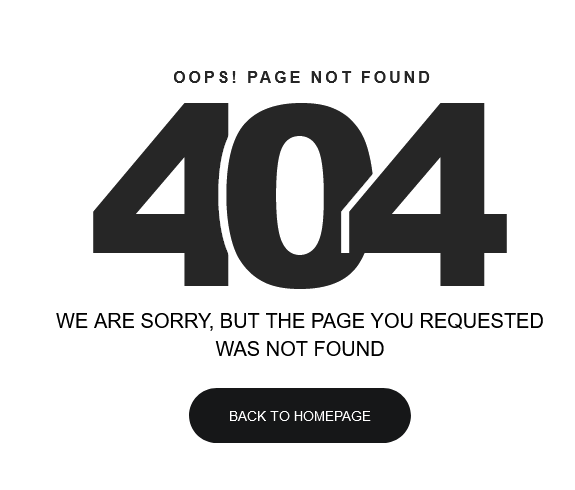 OOPS! PAGE NOT FOUND
404
WE ARE SORRY, BUT THE PAGE YOU REQUESTED
WAS NOT FOUND
BACK TO HOMEPAGE